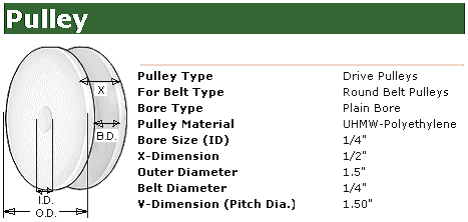 Pulley
X
B.D.
I.D.
O.D.
Pulley Type Drive Pulleys
For Belt Type Round Belt Pulleys
Bore Type Plain Bore
Pulley Material UHMW-Polyethylene
Bore Size (ID) 1/4"
X-Dimension 1/2"
Outer Diameter 1.5"
Belt Diameter 1/4"
Y-Dimension (Pitch Dia.) 1.50"